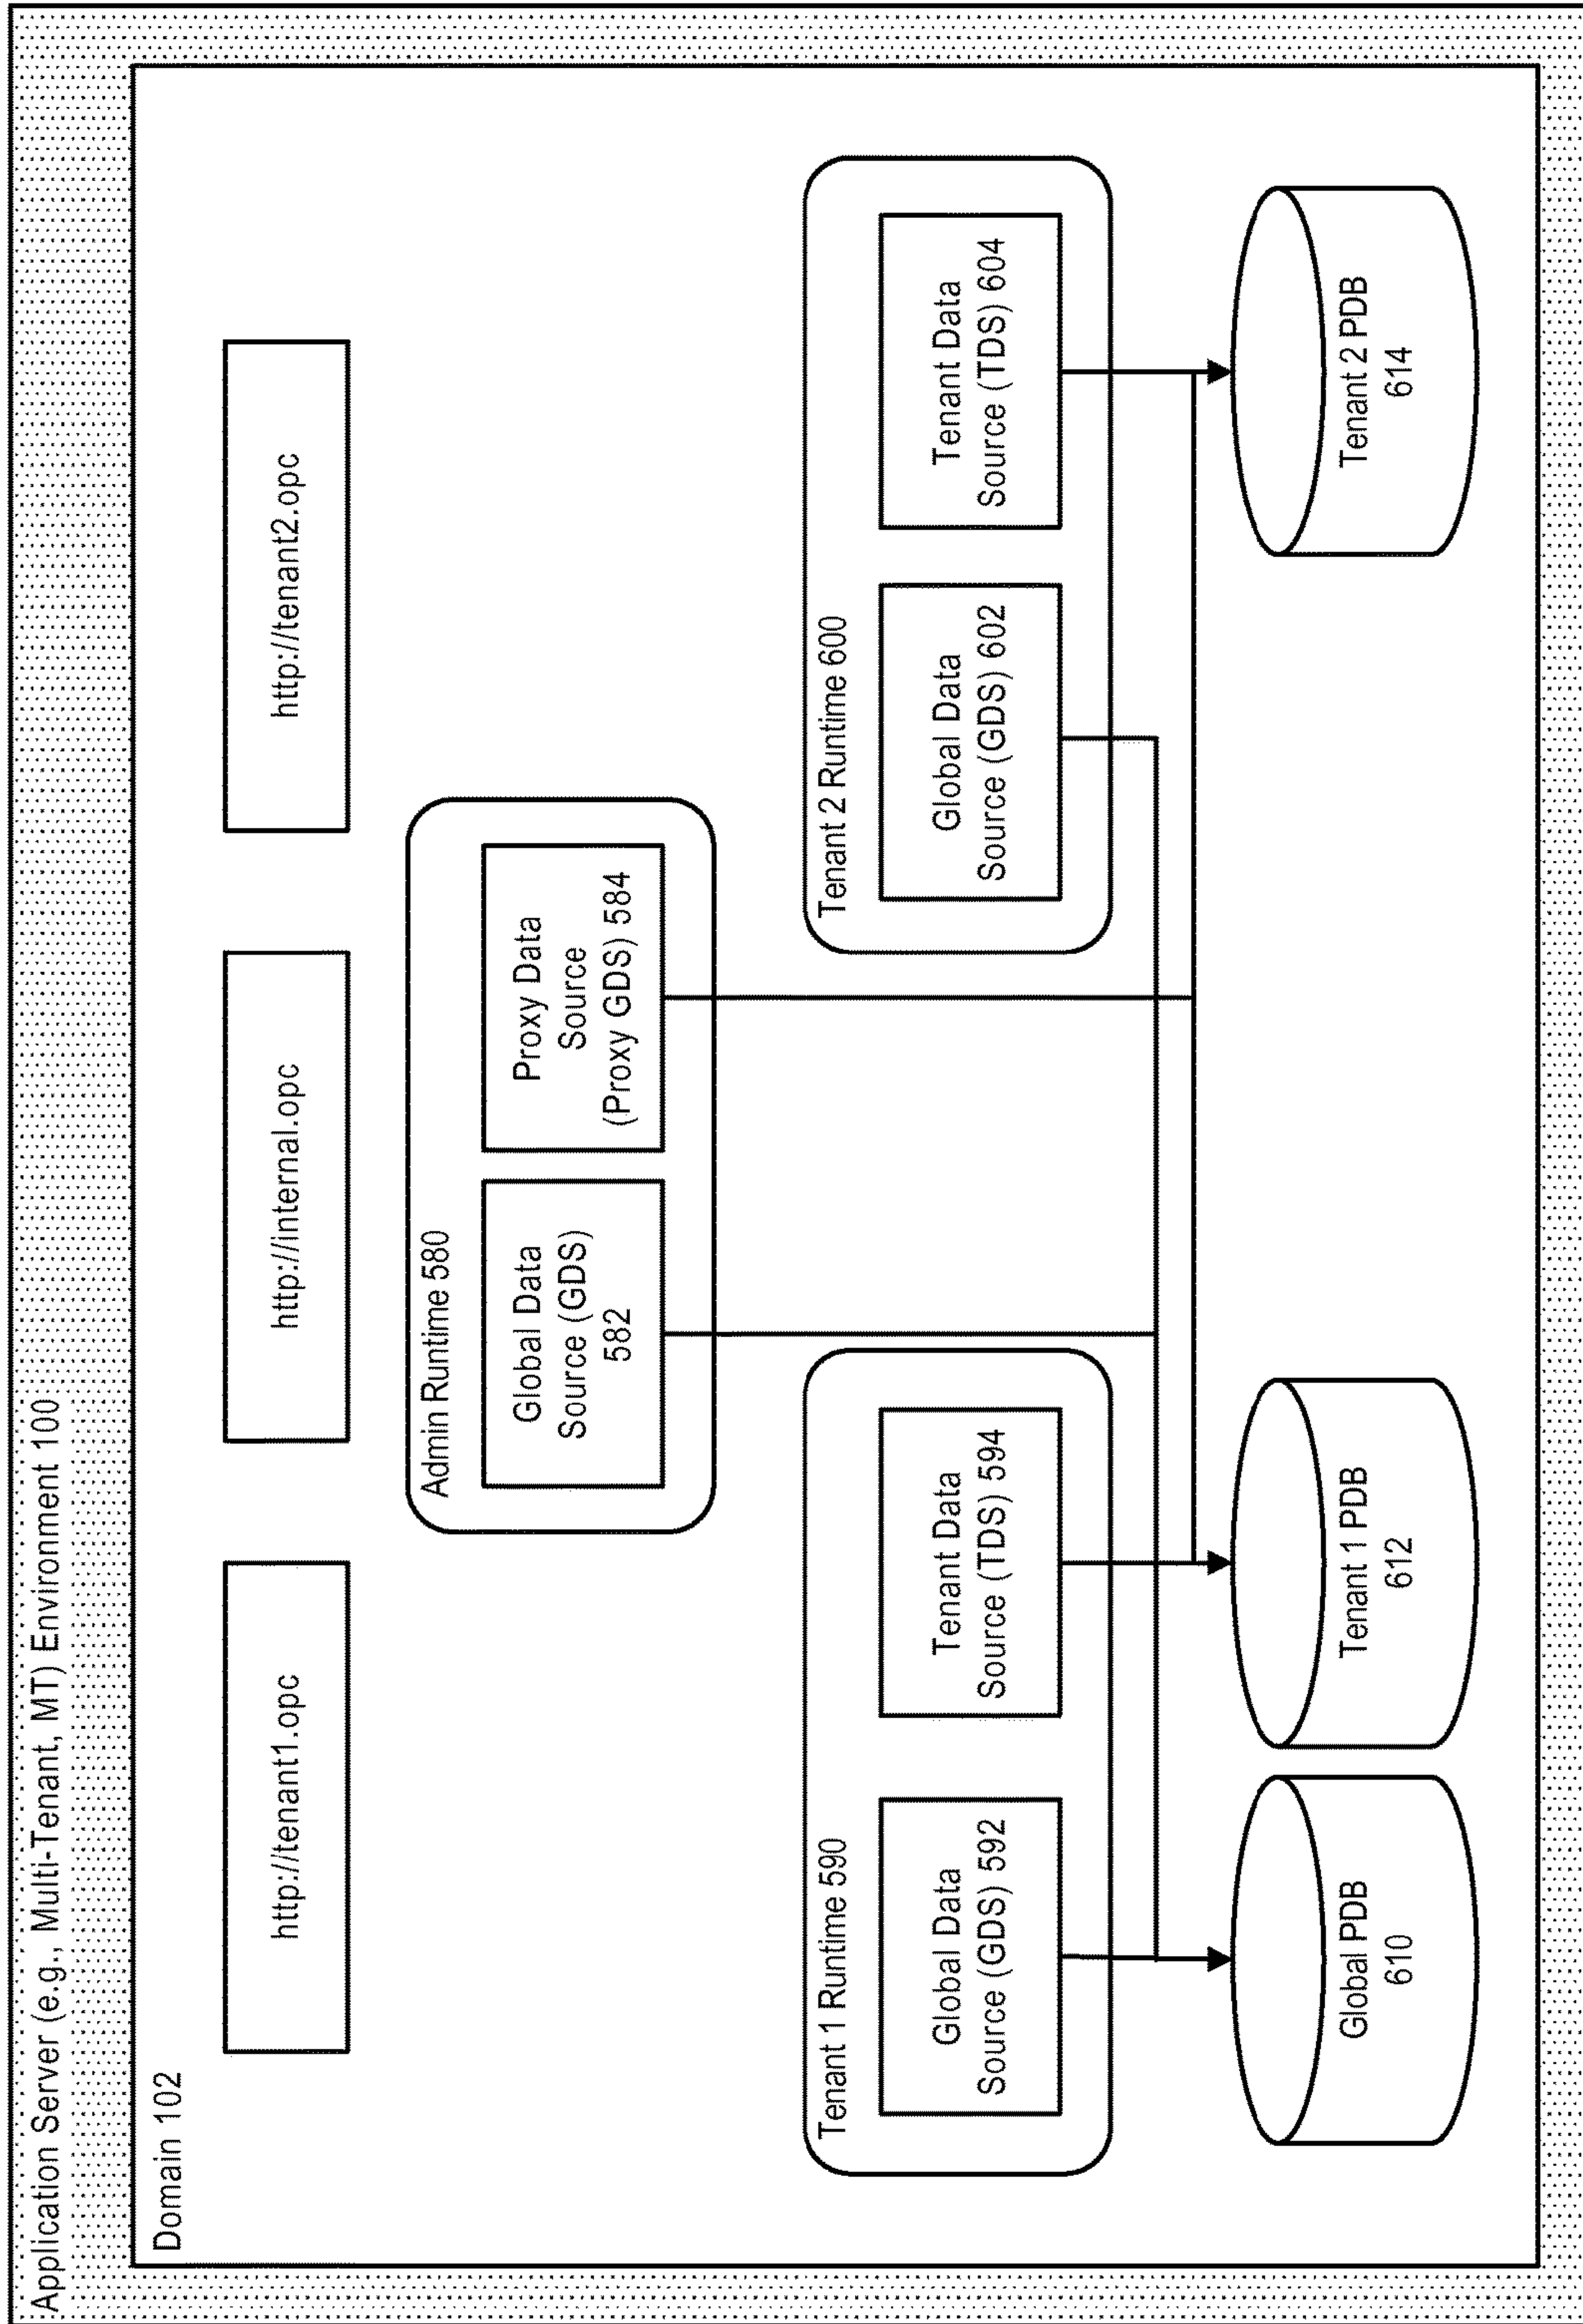 Application Server (e.g., Multi-Tenant, MT) Environment 100
Domain 102
http://tenant1.opc
http://internal.opc
http://tenant2.opc
Admin Runtime 580
Global Data
Source (GDS)
582
Proxy Data
Source
(Proxy GDS) 584
Tenant 1 Runtime 590
Global Data
Source (GDS) 592
Tenant Data
Source (TDS) 594
Tenant 2 Runtime 600
Global Data
Source (GDS) 602
Tenant Data
Source (TDS) 604
Global PDB
610
Tenant 1 PDB
612
Tenant 2 PDB
614